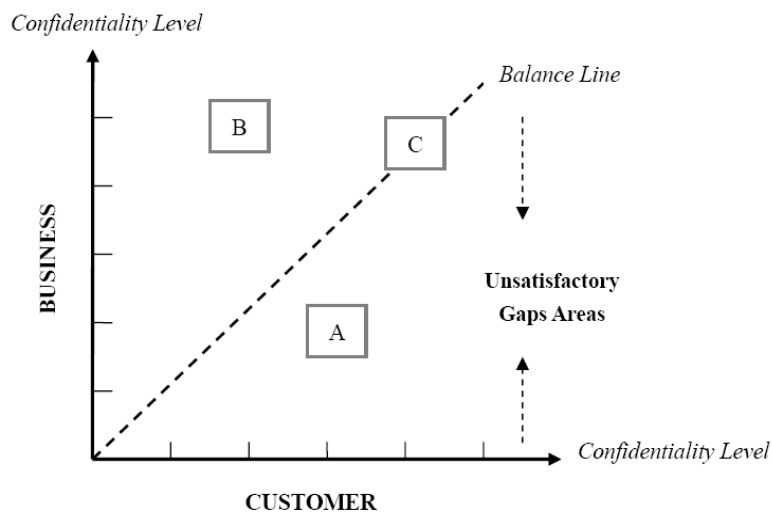 Confidentiality Level
Balance Line
B
C
BUSINESS
Unsatisfactory
Gaps Areas
A
Confidentiality Level
CUSTOMER